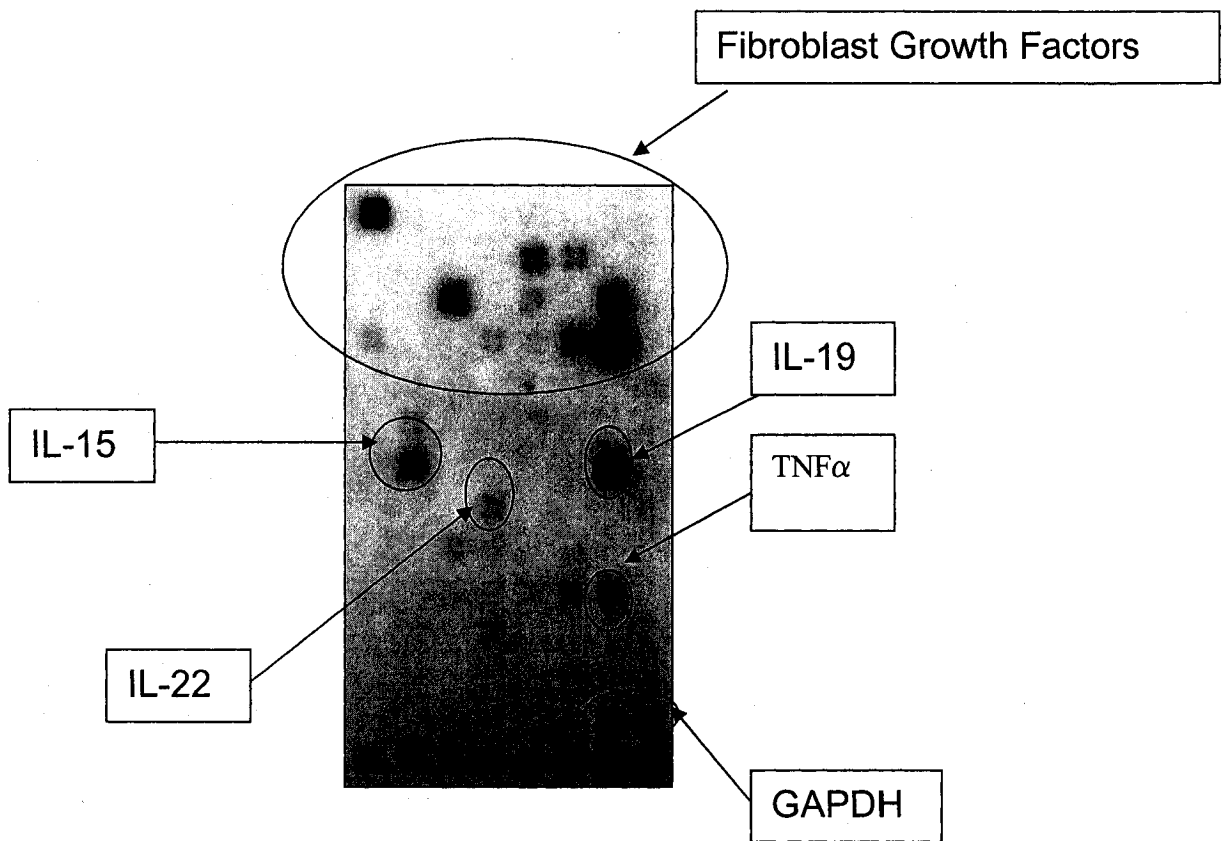 Fibroblast Growth Factors
IL-19
IL-15
TNFα
IL-22
GAPDH